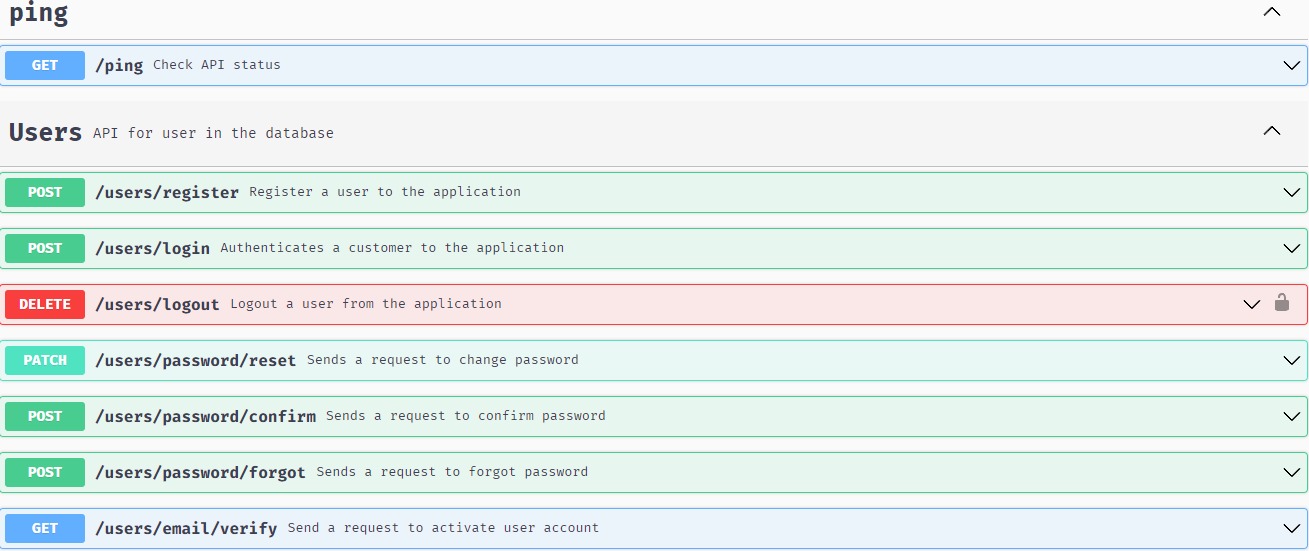 ping
GET /ping Check API status
Users API for user in the database
POST /users/register Register a user to the application
POST /users/login Authenticates a customer to the application
DELETE /users/logout Logout a user from the application
PATCH /users/password/reset Sends a request to change password
POST /users/password/confirm Sends a request to confirm password
POST /users/password/forgot Sends a request to forgot password
GET /users/email/verify Send a request to activate user account